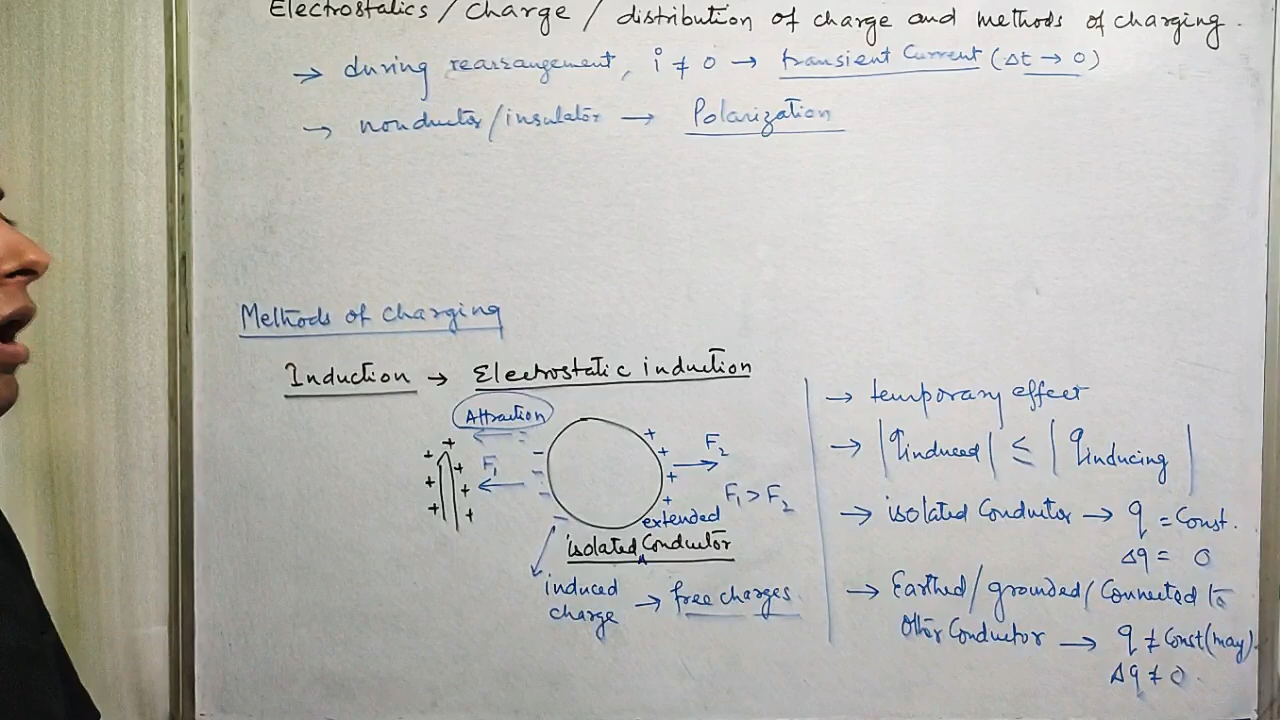 Electrostatics / charge / distribution of charge and methods of charging.
→ during rearrangement, i ≠ 0 → transient current (Δt → 0)
→ nonductor/insulator → Polarization
Methods of charging
Induction → Electrostatic induction
Attraction
F₁
F₂
F₁ > F₂
extended
isolated Conductor
induced charge → free charges
→ temporary effect
→ |q induced| ≤ |q inducing|
→ isolated Conductor → q = Const.
Δq = 0
→ Earthed/grounded/Connected to
Other Conductor → q ≠ Const(may).
Δq ≠ 0.